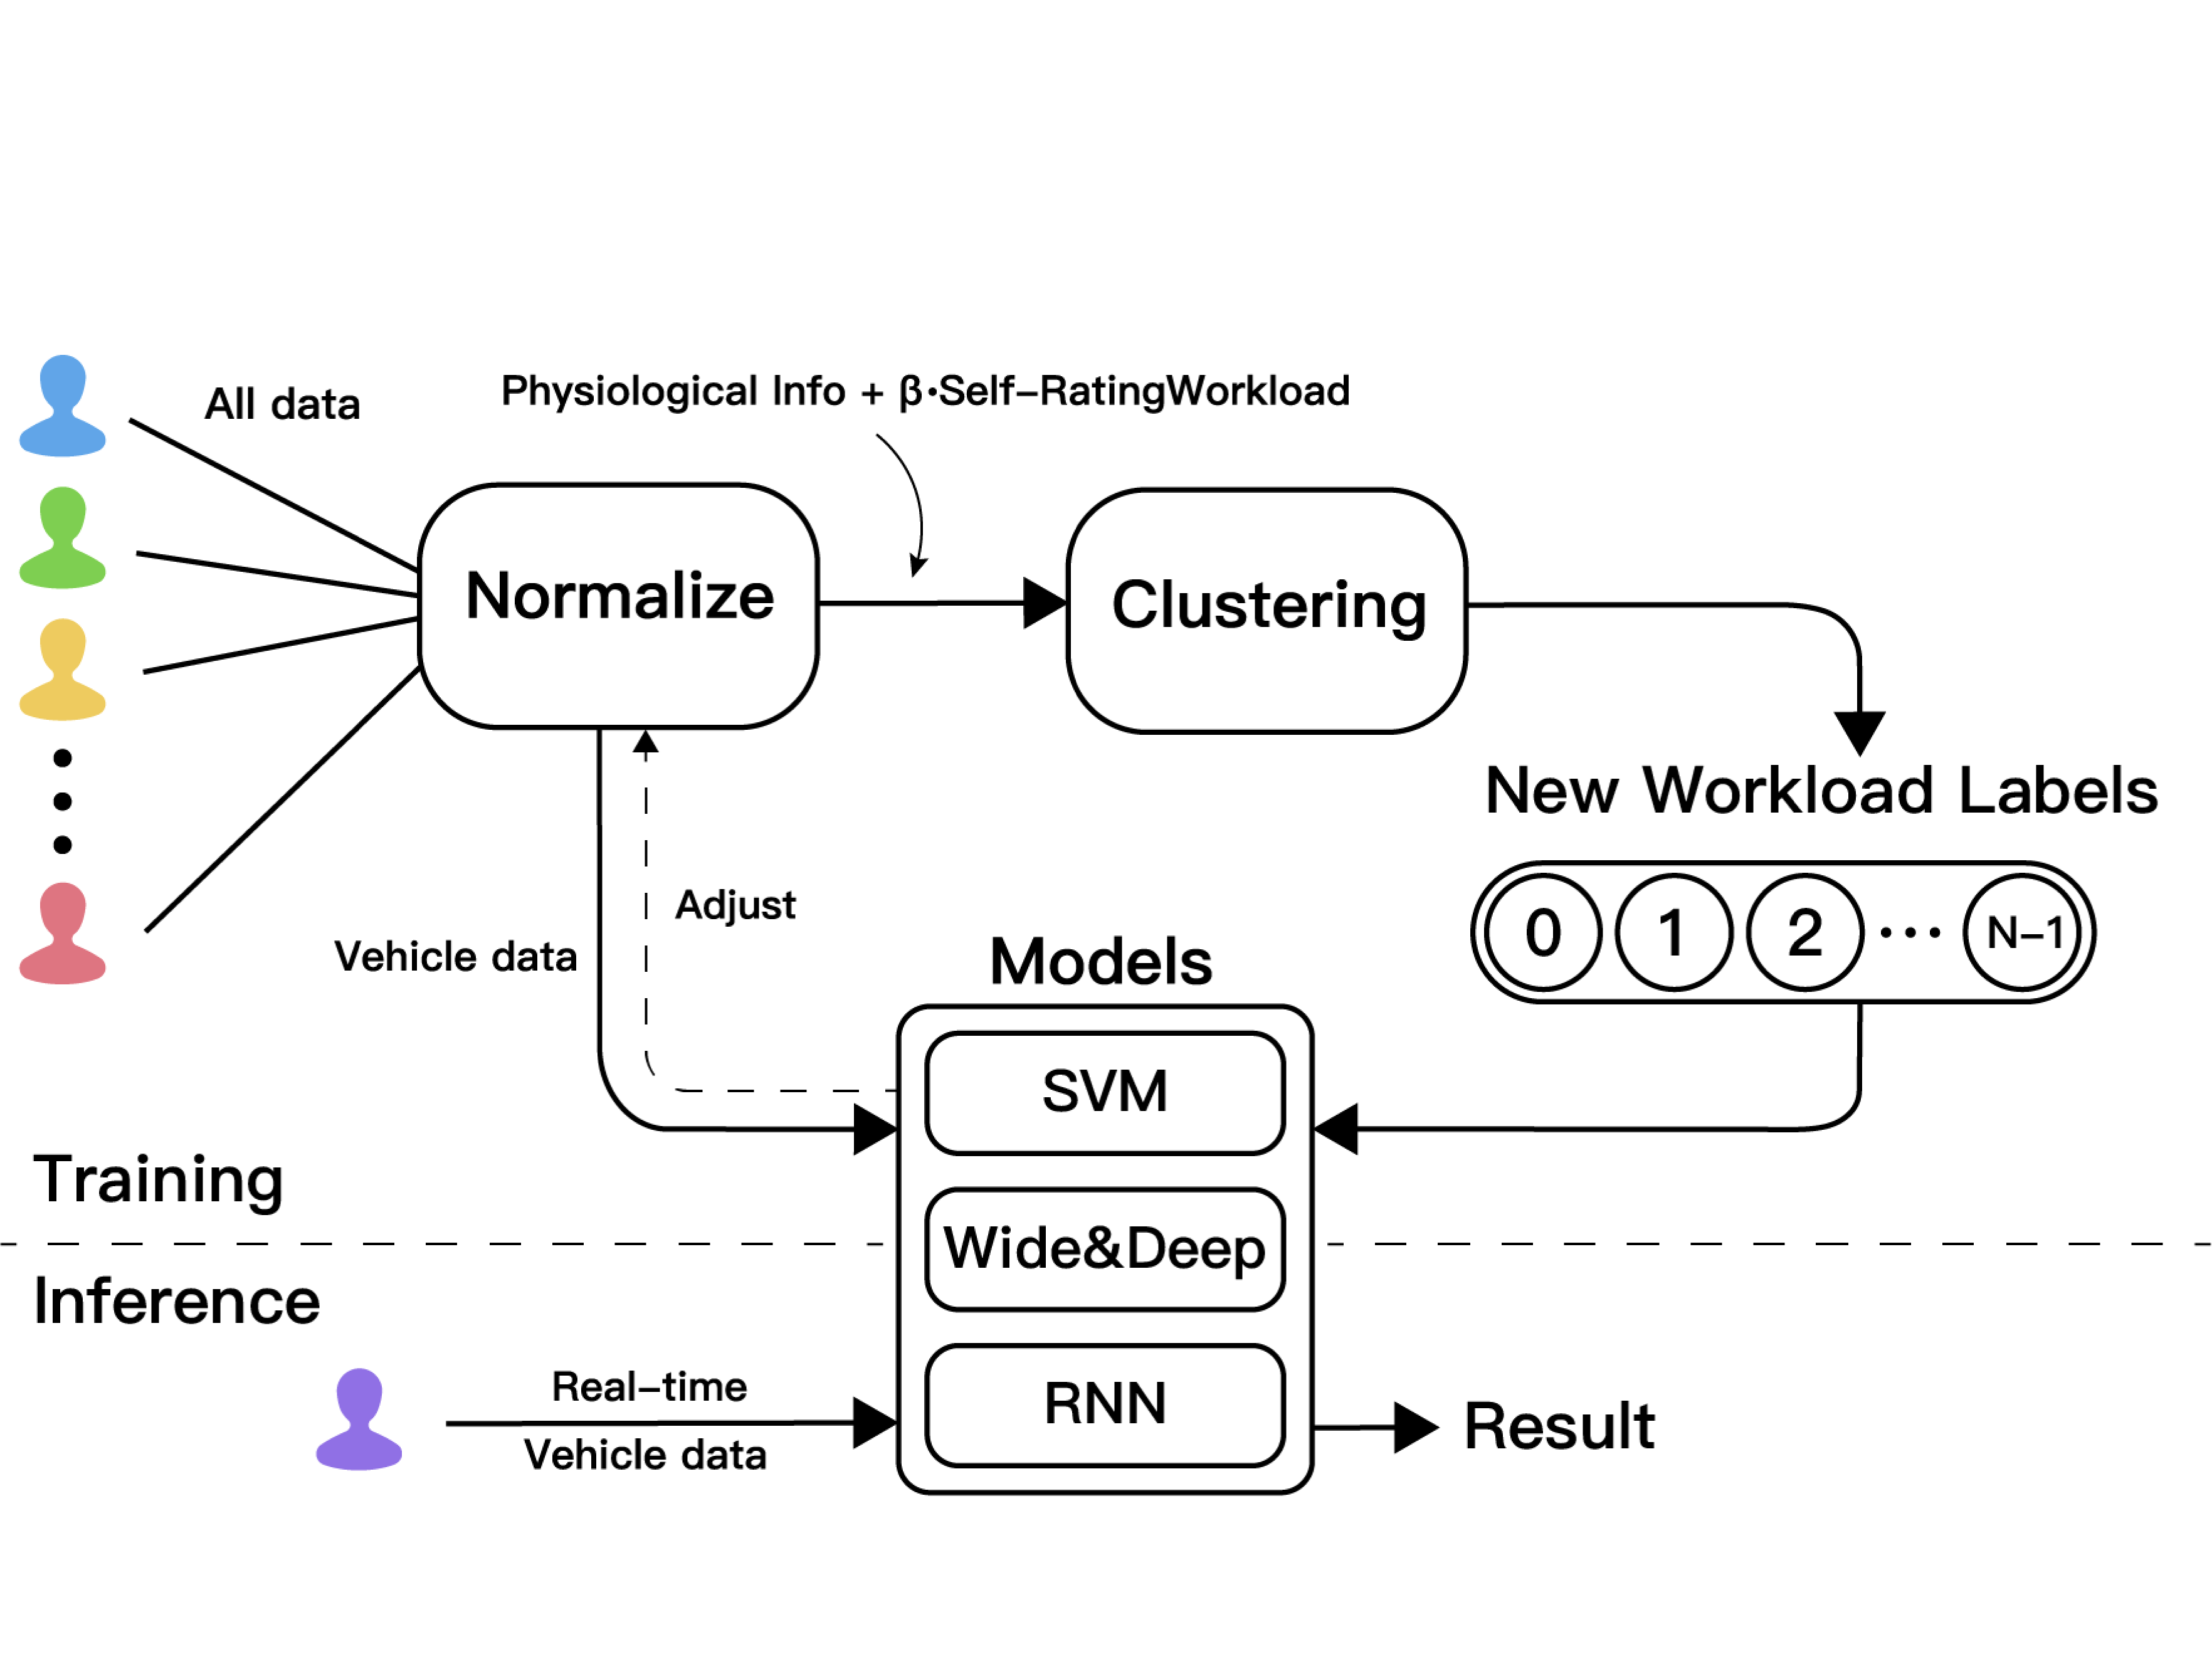 All data
Physiological Info + β·Self-RatingWorkload
Normalize
Clustering
New Workload Labels
0 1 2 ··· N-1
Adjust
Vehicle data
Models
SVM
Wide&Deep
RNN
Training
Inference
Real-time
Vehicle data
Result